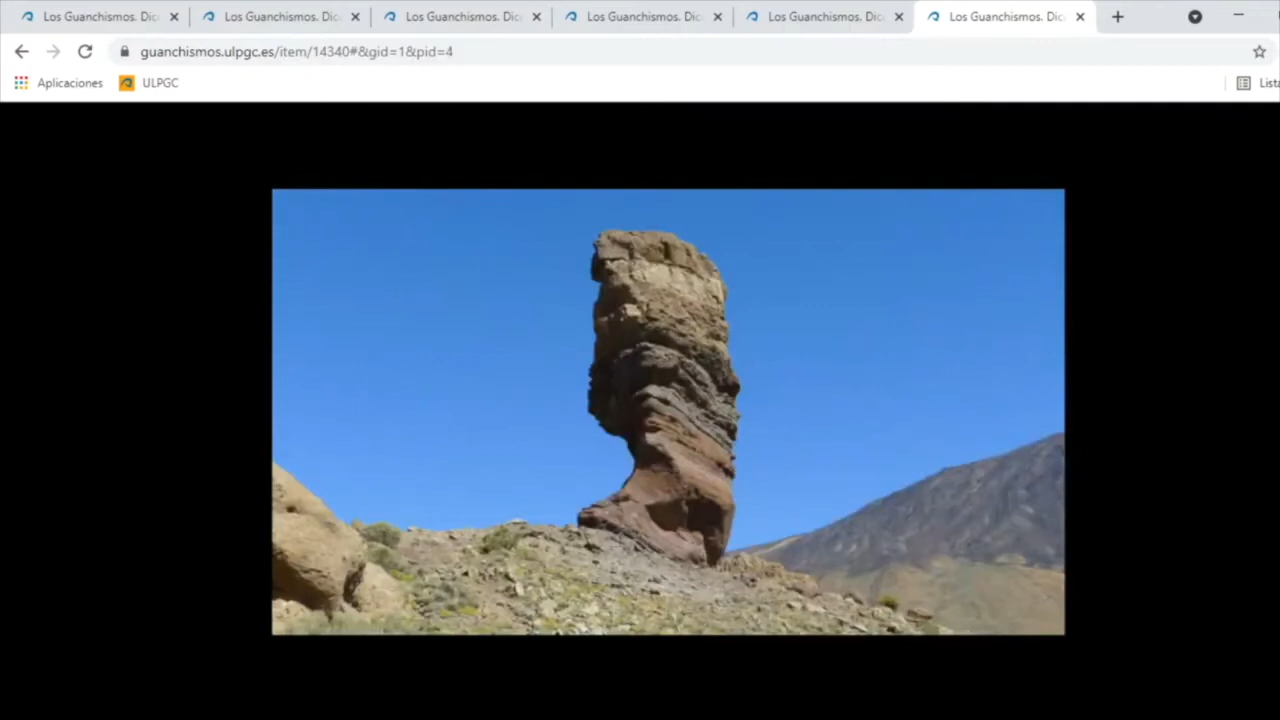 Los Guanchismos. Dic Los Guanchismos. Dic Los Guanchismos. Dic Los Guanchismos. Dic Los Guanchismos. Dic Los Guanchismos. Dic
guanchismos.ulpgc.es/item/14340#&gid=1&pid=4
Aplicaciones ULPGC Lista